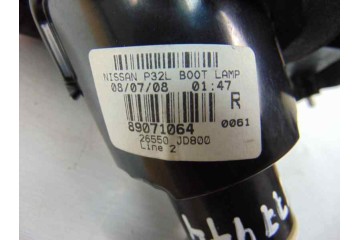 NISSAN P32L BOOT LAMP
08/07/08 01:47
R
89071064 0061
26550 JD800
Line 2